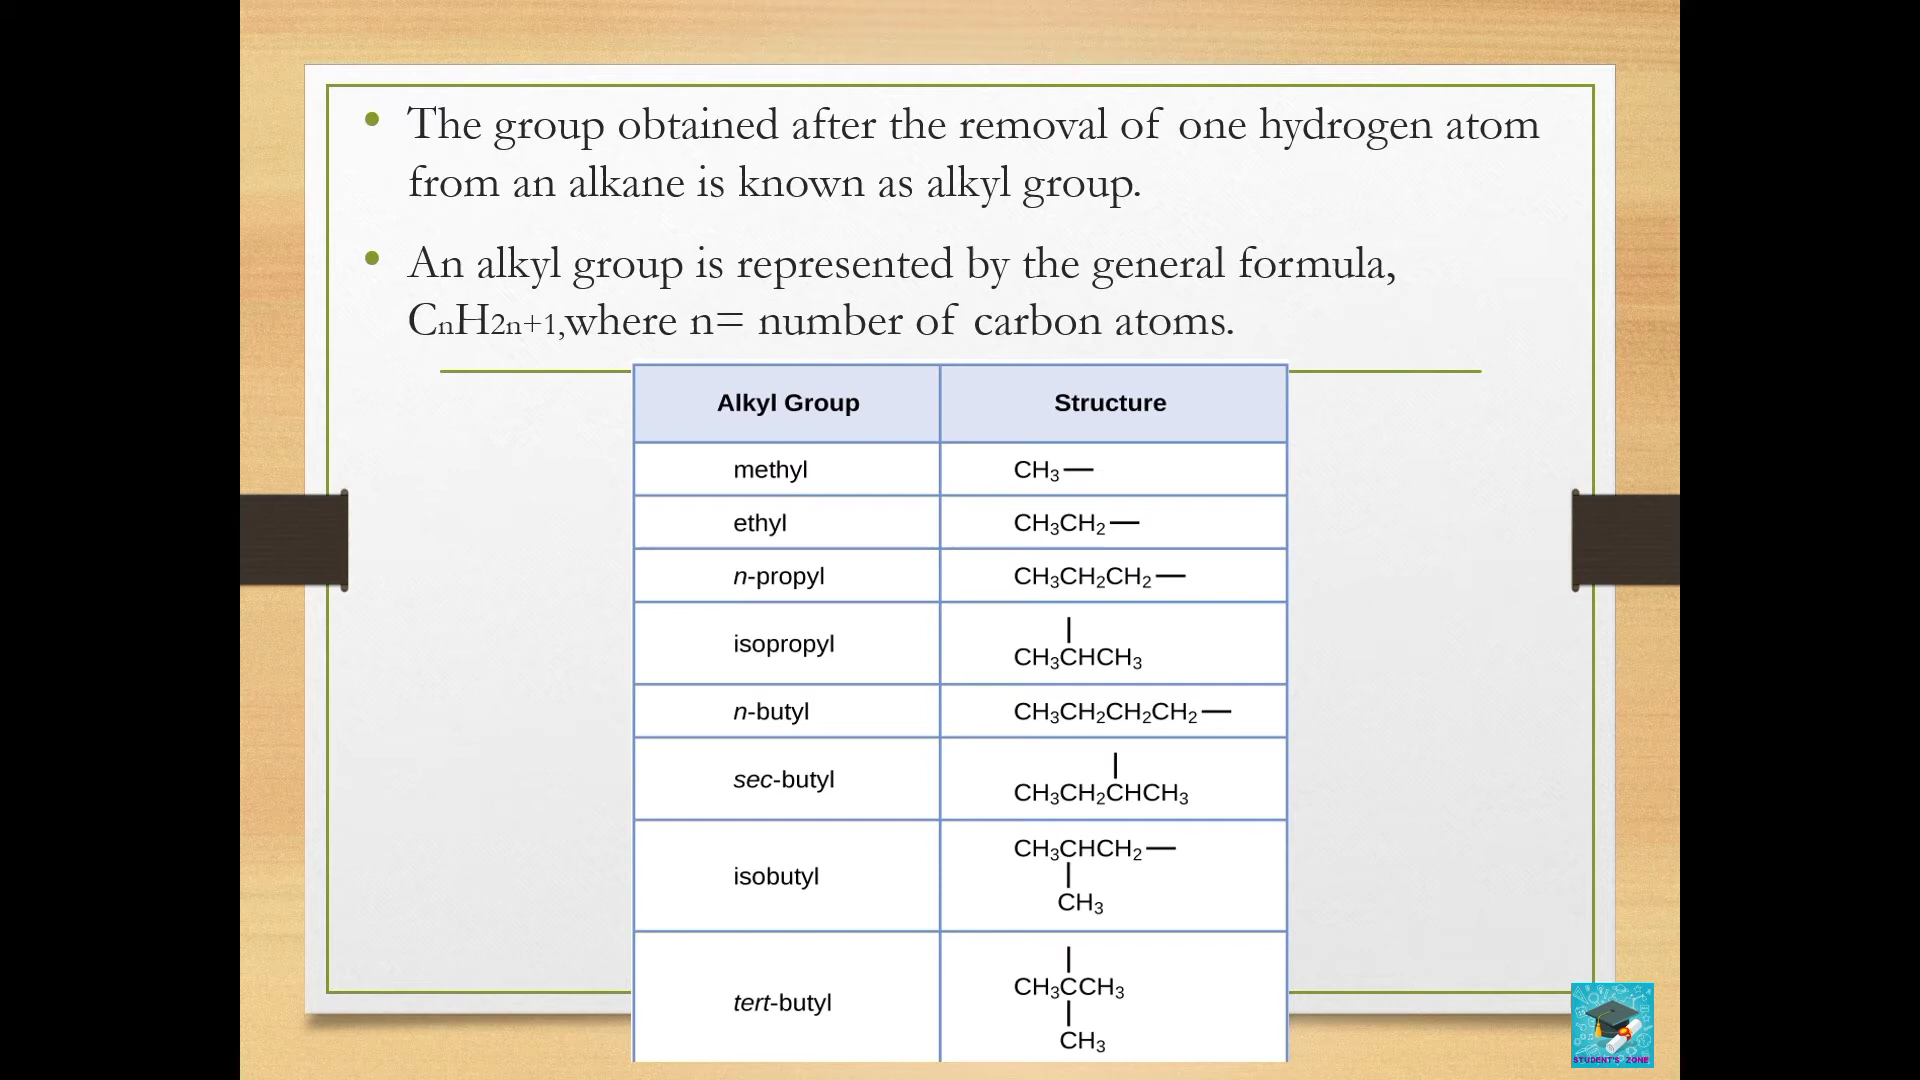 • The group obtained after the removal of one hydrogen atom
from an alkane is known as alkyl group.
• An alkyl group is represented by the general formula,
CnH2n+1,where n= number of carbon atoms.
Alkyl Group Structure
methyl CH₃—
ethyl CH₃CH₂—
n-propyl CH₃CH₂CH₂—
|
isopropyl CH₃CHCH₃
n-butyl CH₃CH₂CH₂CH₂—
|
sec-butyl CH₃CH₂CHCH₃
CH₃CHCH₂—
|
isobutyl
CH₃
|
CH₃CCH₃
tert-butyl |
CH₃
STUDENT'S ZONE